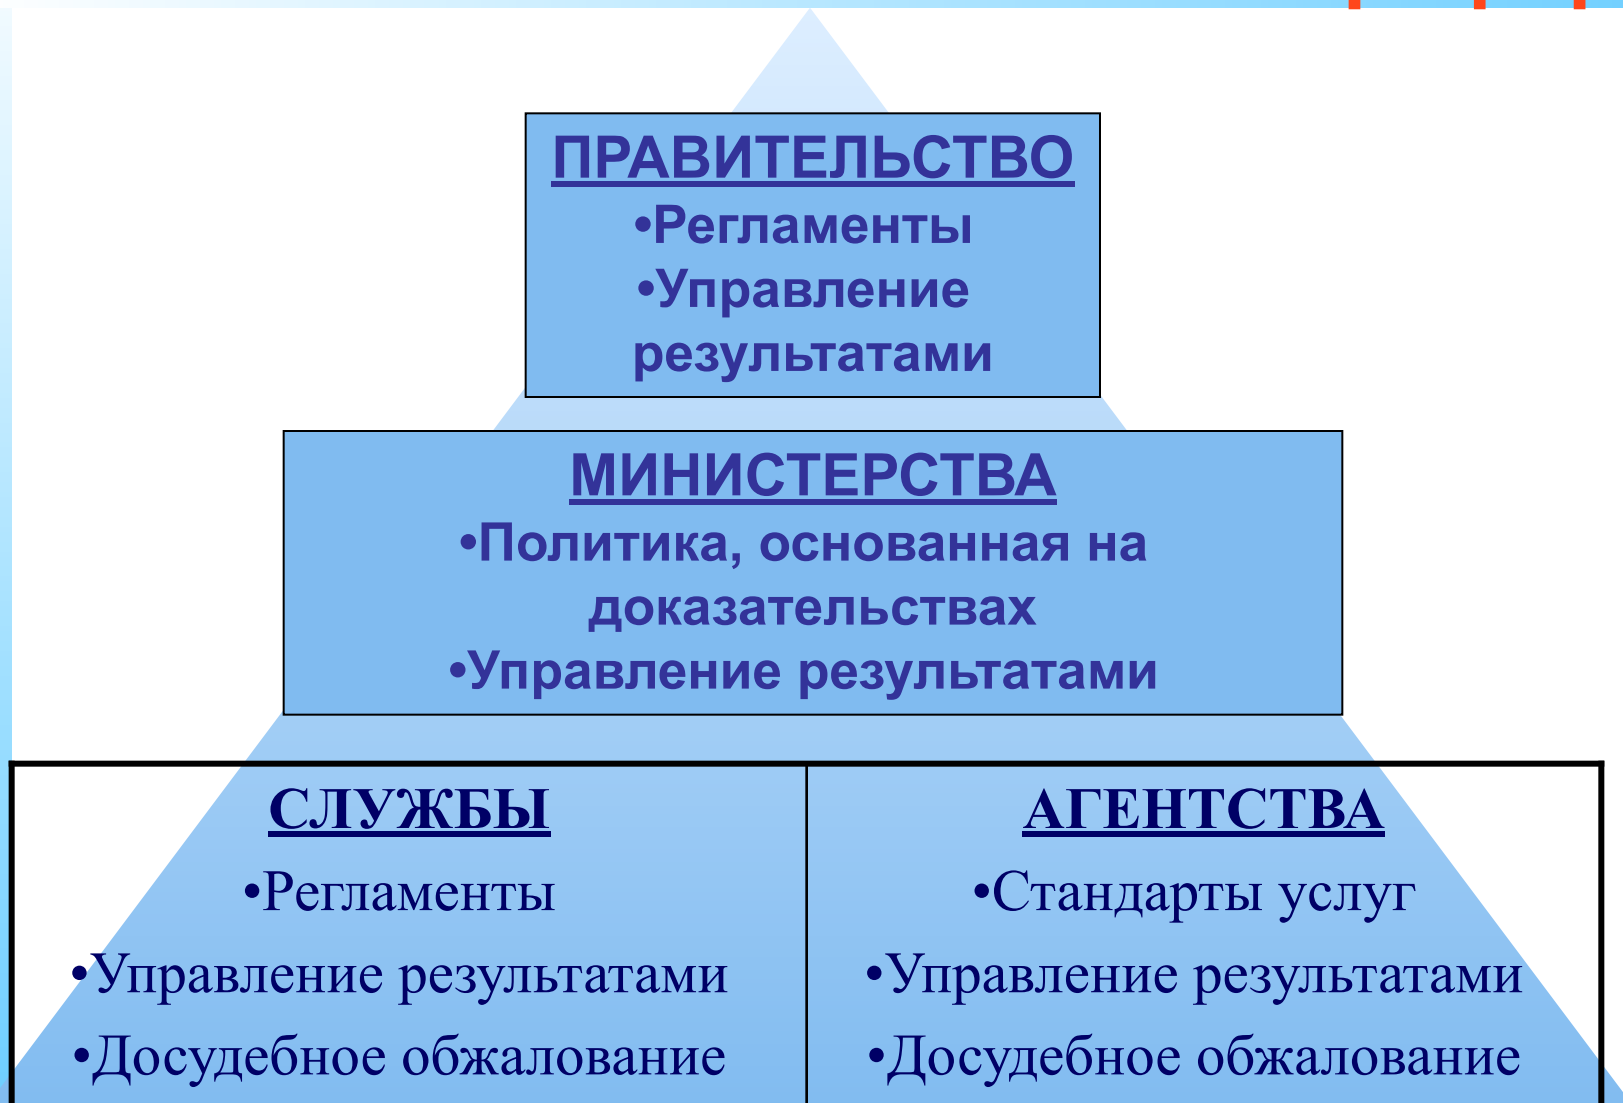 ПРАВИТЕЛЬСТВО
•Регламенты
•Управление
результатами
МИНИСТЕРСТВА
•Политика, основанная на
доказательствах
•Управление результатами
СЛУЖБЫ
•Регламенты
•Управление результатами
•Досудебное обжалование
АГЕНТСТВА
•Стандарты услуг
•Управление результатами
•Досудебное обжалование